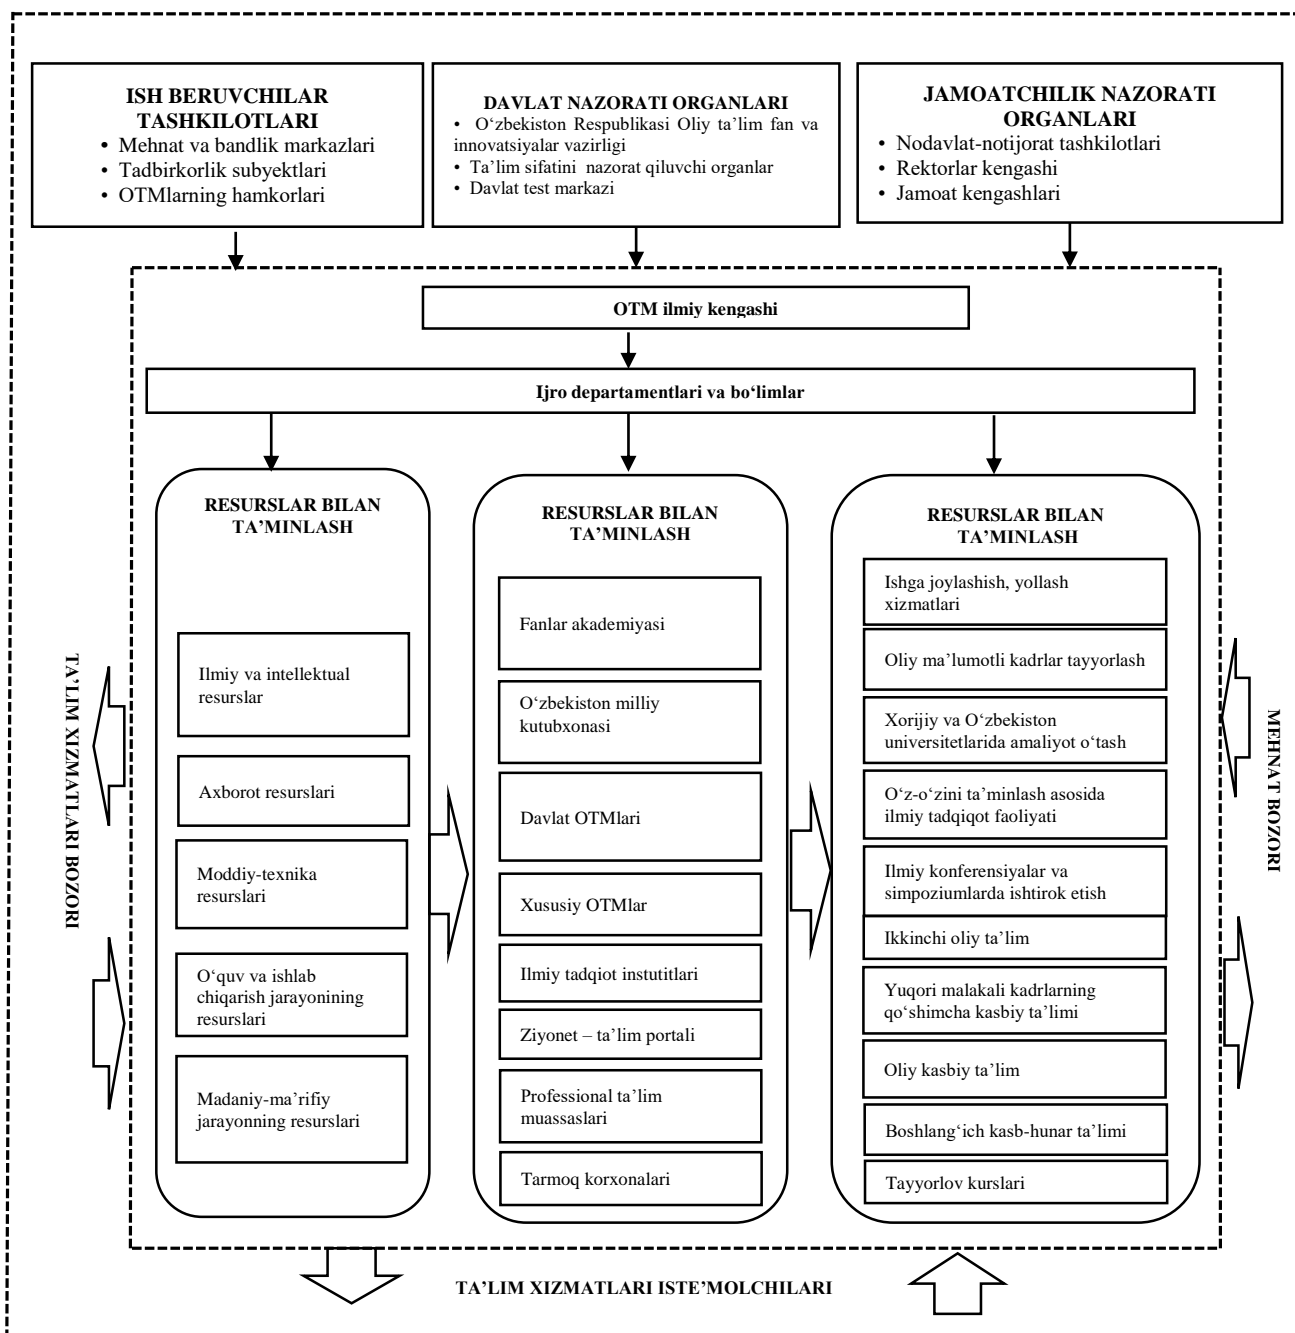 ISH BERUVCHILAR
TASHKILOTLARI
• Mehnat va bandlik markazlari
• Tadbirkorlik subyektlari
• OTMlarning hamkorlari
DAVLAT NAZORATI ORGANLARI
• O‘zbekiston Respublikasi Oliy ta’lim fan va
innovatsiyalar vazirligi
• Ta’lim sifatini nazorat qiluvchi organlar
• Davlat test markazi
JAMOATCHILIK NAZORATI
ORGANLARI
• Nodavlat-notijorat tashkilotlari
• Rektorlar kengashi
• Jamoat kengashlari
OTM ilmiy kengashi
Ijro departamentlari va bo‘limlar
TA’LIM XIZMATLARI BOZORI
RESURSLAR BILAN
TA’MINLASH
Ilmiy va intellektual
resurslar
Axborot resurslari
Moddiy-texnika
resurslari
O‘quv va ishlab
chiqarish jarayonining
resurslari
Madaniy-ma’rifiy
jarayonning resurslari
RESURSLAR BILAN
TA’MINLASH
Fanlar akademiyasi
O‘zbekiston milliy
kutubxonasi
Davlat OTMlari
Xususiy OTMlar
Ilmiy tadqiot instutitlari
Ziyonet – ta’lim portali
Professional ta’lim
muassaslari
Tarmoq korxonalari
RESURSLAR BILAN
TA’MINLASH
Ishga joylashish, yollash
xizmatlari
Oliy ma’lumotli kadrlar tayyorlash
Xorijiy va O‘zbekiston
universitetlarida amaliyot o‘tash
O‘z-o‘zini ta’minlash asosida
ilmiy tadqiqot faoliyati
Ilmiy konferensiyalar va
simpoziumlarda ishtirok etish
Ikkinchi oliy ta’lim
Yuqori malakali kadrlarning
qo‘shimcha kasbiy ta’limi
Oliy kasbiy ta’lim
Boshlang‘ich kasb-hunar ta’limi
Tayyorlov kurslari
MEHNAT BOZORI
TA’LIM XIZMATLARI ISTE’MOLCHILARI